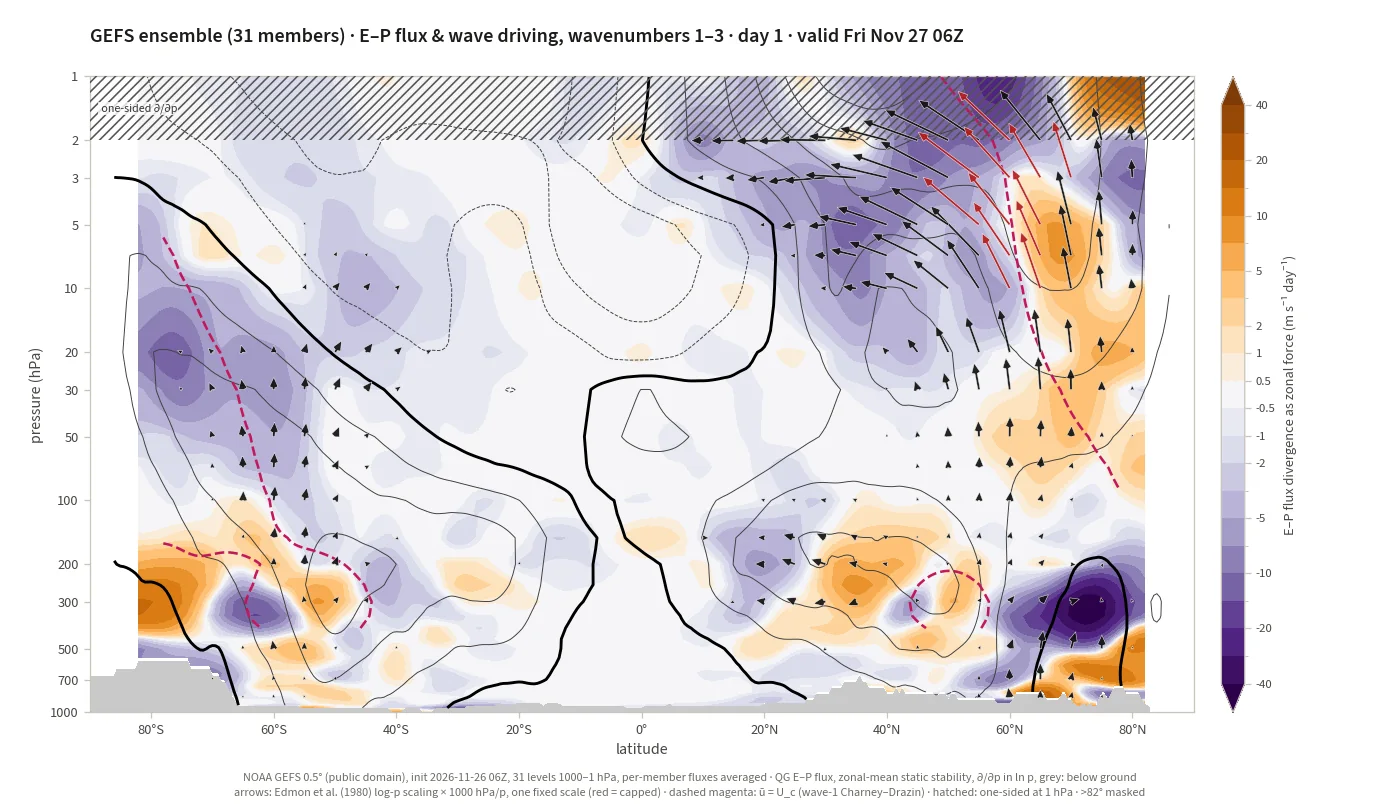 GEFS ensemble (31 members) · E–P flux & wave driving, wavenumbers 1–3 · day 1 · valid Fri Nov 27 06Z
one-sided ∂/∂p
1
2
3
5
10
20
30
50
100
200
300
500
700
1000
pressure (hPa)
80°S
60°S
40°S
20°S
0°
20°N
40°N
60°N
80°N
latitude
40
20
10
5
2
1
0.5
-0.5
-1
-2
-5
-10
-20
-40
E–P flux divergence as zonal force (m s⁻¹ day⁻¹)
NOAA GEFS 0.5° (public domain), init 2026-11-26 06Z, 31 levels 1000–1 hPa, per-member fluxes averaged · QG E–P flux, zonal-mean static stability, ∂/∂p in ln p, grey: below ground
arrows: Edmon et al. (1980) log-p scaling × 1000 hPa/p, one fixed scale (red = capped) · dashed magenta: ū = U_c (wave-1 Charney–Drazin) · hatched: one-sided at 1 hPa · >82° masked